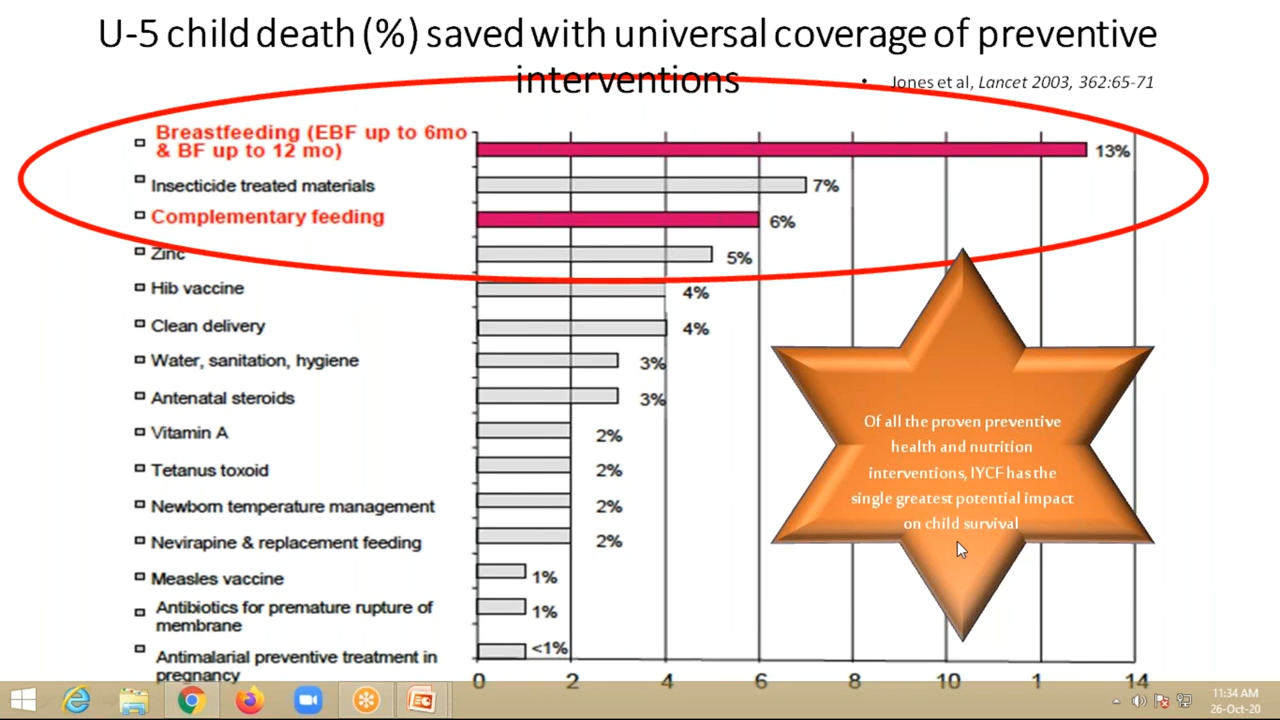 U-5 child death (%) saved with universal coverage of preventive
interventions
• Jones et al, Lancet 2003, 362:65-71
Breastfeeding (EBF up to 6mo
& BF up to 12 mo)
13%
Insecticide treated materials
7%
Complementary feeding
6%
Zinc
5%
Hib vaccine
4%
Clean delivery
4%
Water, sanitation, hygiene
3%
Antenatal steroids
3%
Vitamin A
2%
Tetanus toxoid
2%
Newborn temperature management
2%
Nevirapine & replacement feeding
2%
Measles vaccine
1%
Antibiotics for premature rupture of
membrane
1%
Antimalarial preventive treatment in
pregnancy
<1%
0 2 4 6 8 10 1 14
Of all the proven preventive
health and nutrition
interventions, IYCF has the
single greatest potential impact
on child survival
11:34 AM
26-Oct-20